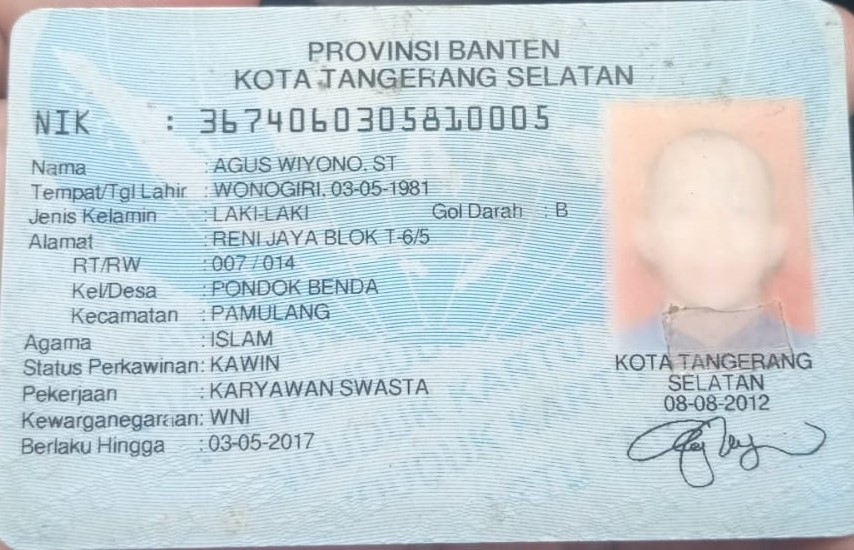 PROVINSI BANTEN
KOTA TANGERANG SELATAN
NIK : 3674060305810005
Nama : AGUS WIYONO, ST
Tempat/Tgl Lahir : WONOGIRI, 03-05-1981
Jenis Kelamin : LAKI-LAKI Gol Darah : B
Alamat : RENI JAYA BLOK T-6/5
RT/RW : 007 / 014
Kel/Desa : PONDOK BENDA
Kecamatan : PAMULANG
Agama : ISLAM
Status Perkawinan: KAWIN
Pekerjaan : KARYAWAN SWASTA
Kewarganegaraan: WNI
Berlaku Hingga : 03-05-2017
KOTA TANGERANG
SELATAN
08-08-2012